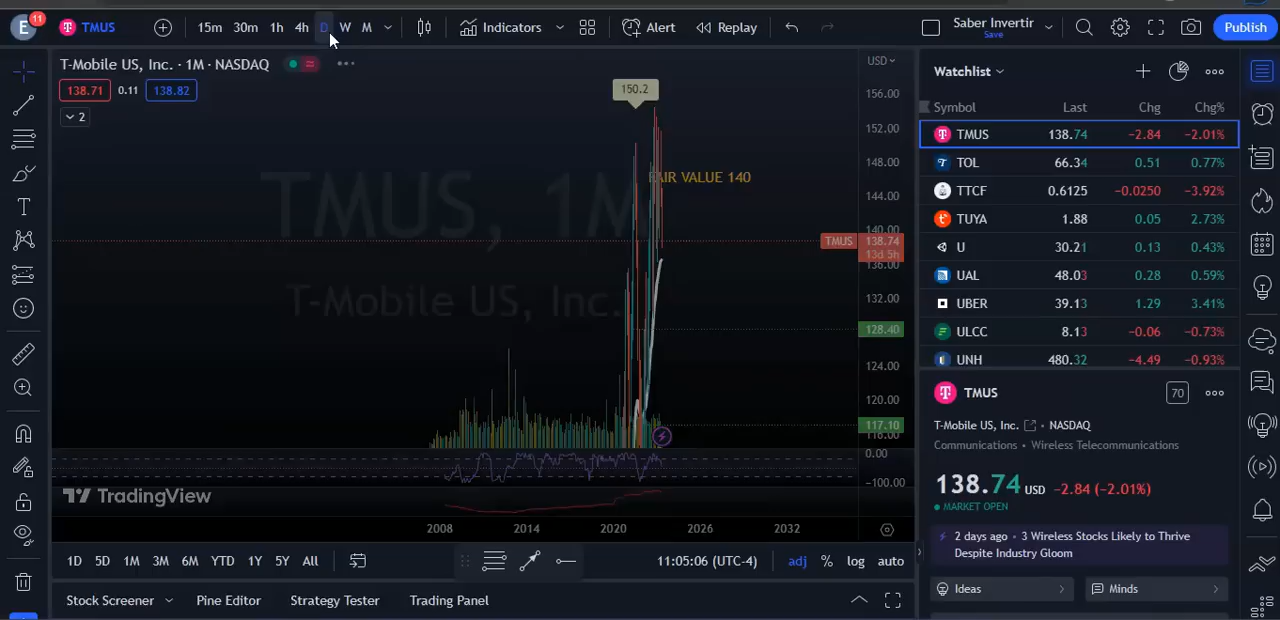 E 11 TMUS 15m 30m 1h 4h D W M Indicators Alert Replay Saber Invertir Save Publish
T-Mobile US, Inc. · 1M · NASDAQ
138.71 0.11 138.82
2
TMUS, 1M
T-Mobile US, Inc.
150.2
FAIR VALUE 140
USD
156.00
152.00
148.00
144.00
140.00
TMUS 138.74
13d 5h
136.00
132.00
128.40
124.00
120.00
117.10
116.00
0.00
-100.00
TradingView
2008 2014 2020 2026 2032
1D 5D 1M 3M 6M YTD 1Y 5Y All 11:05:06 (UTC-4) adj % log auto
Stock Screener Pine Editor Strategy Tester Trading Panel
Watchlist
Symbol Last Chg Chg%
TMUS 138.74 −2.84 −2.01%
TOL 66.34 0.51 0.77%
TTCF 0.6125 −0.0250 −3.92%
TUYA 1.88 0.05 2.73%
U 30.21 0.13 0.43%
UAL 48.03 0.28 0.59%
UBER 39.13 1.29 3.41%
ULCC 8.13 −0.06 −0.73%
UNH 480.32 −4.49 −0.93%
TMUS 70
T-Mobile US, Inc. · NASDAQ
Communications · Wireless Telecommunications
138.74 USD −2.84 (−2.01%)
MARKET OPEN
2 days ago · 3 Wireless Stocks Likely to Thrive
Despite Industry Gloom
Ideas Minds